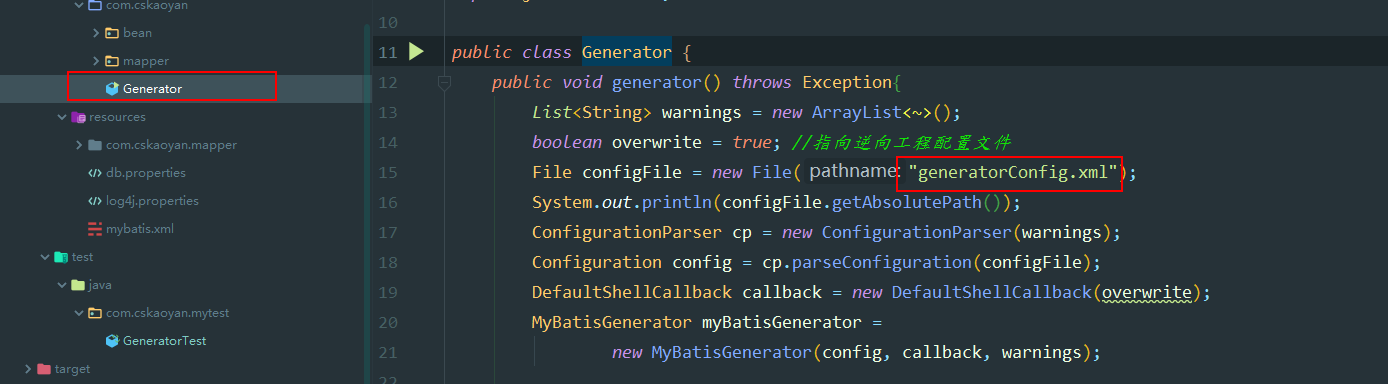 com.cskaoyan
bean
mapper
Generator
resources
com.cskaoyan.mapper
db.properties
log4j.properties
mybatis.xml
test
java
com.cskaoyan.mytest
GeneratorTest
target
10
11 public class Generator {
12 public void generator() throws Exception{
13 List<String> warnings = new ArrayList<~>();
14 boolean overwrite = true; //指向逆向工程配置文件
15 File configFile = new File( pathname: "generatorConfig.xml");
16 System.out.println(configFile.getAbsolutePath());
17 ConfigurationParser cp = new ConfigurationParser(warnings);
18 Configuration config = cp.parseConfiguration(configFile);
19 DefaultShellCallback callback = new DefaultShellCallback(overwrite);
20 MyBatisGenerator myBatisGenerator =
21 new MyBatisGenerator(config, callback, warnings);